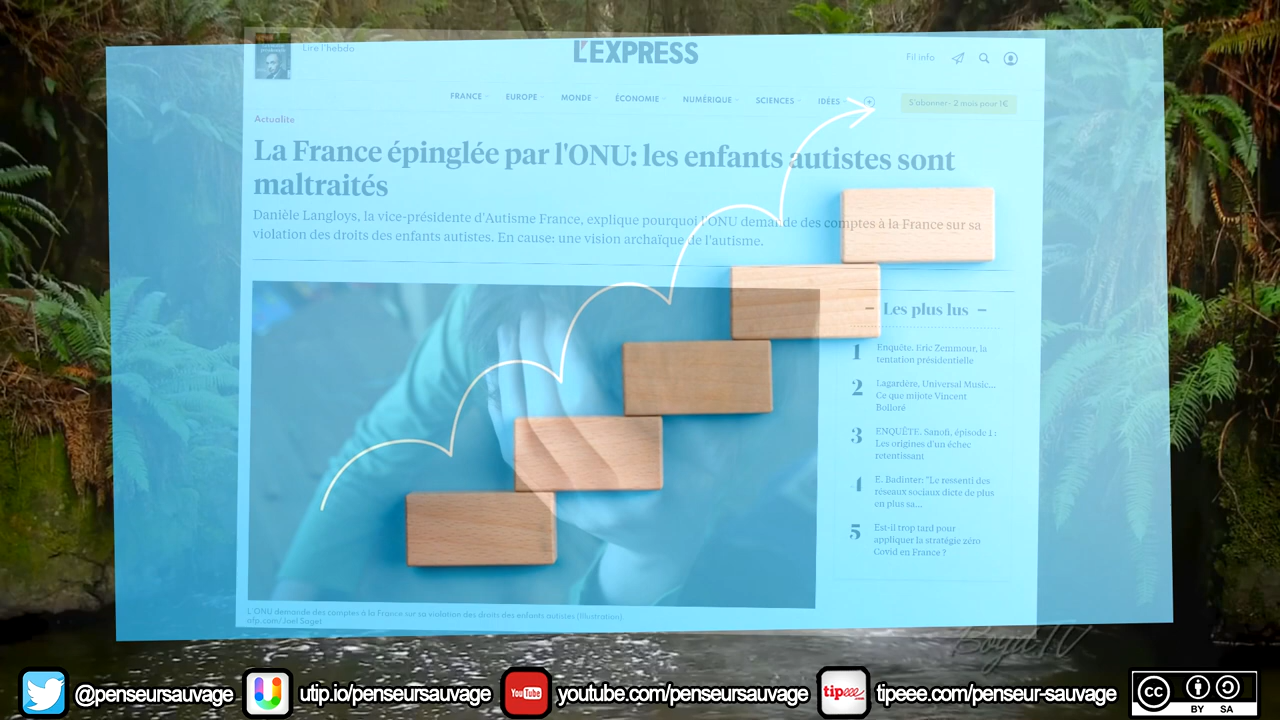 Lire l'hebdo
L'EXPRESS
Fil info
FRANCE
EUROPE
MONDE
ÉCONOMIE
NUMÉRIQUE
SCIENCES
IDÉES
S'abonner - 2 mois pour 1€
Actualité
La France épinglée par l'ONU: les enfants autistes sont
maltraités
Danièle Langloys, la vice-présidente d'Autisme France, explique pourquoi l'ONU demande des comptes à la France sur sa
violation des droits des enfants autistes. En cause: une vision archaïque de l'autisme.
Les plus lus
1 Enquête. Eric Zemmour, la
tentation présidentielle
2 Lagardère, Universal Music...
Ce que mijote Vincent
Bolloré
3 ENQUÊTE. Sanofi, épisode 1 :
Les origines d'un échec
retentissant
4 E. Badinter: "Le ressenti des
réseaux sociaux dicte de plus
en plus sa...
5 Est-il trop tard pour
appliquer la stratégie zéro
Covid en France ?
L'ONU demande des comptes à la France sur sa violation des droits des enfants autistes (Illustration)
afp.com/Joel Saget
BoydTV
@penseursauvage
utip.io/penseursauvage
YouTube
youtube.com/penseursauvage
tipeee
tipeee.com/penseur-sauvage
CC
BY SA